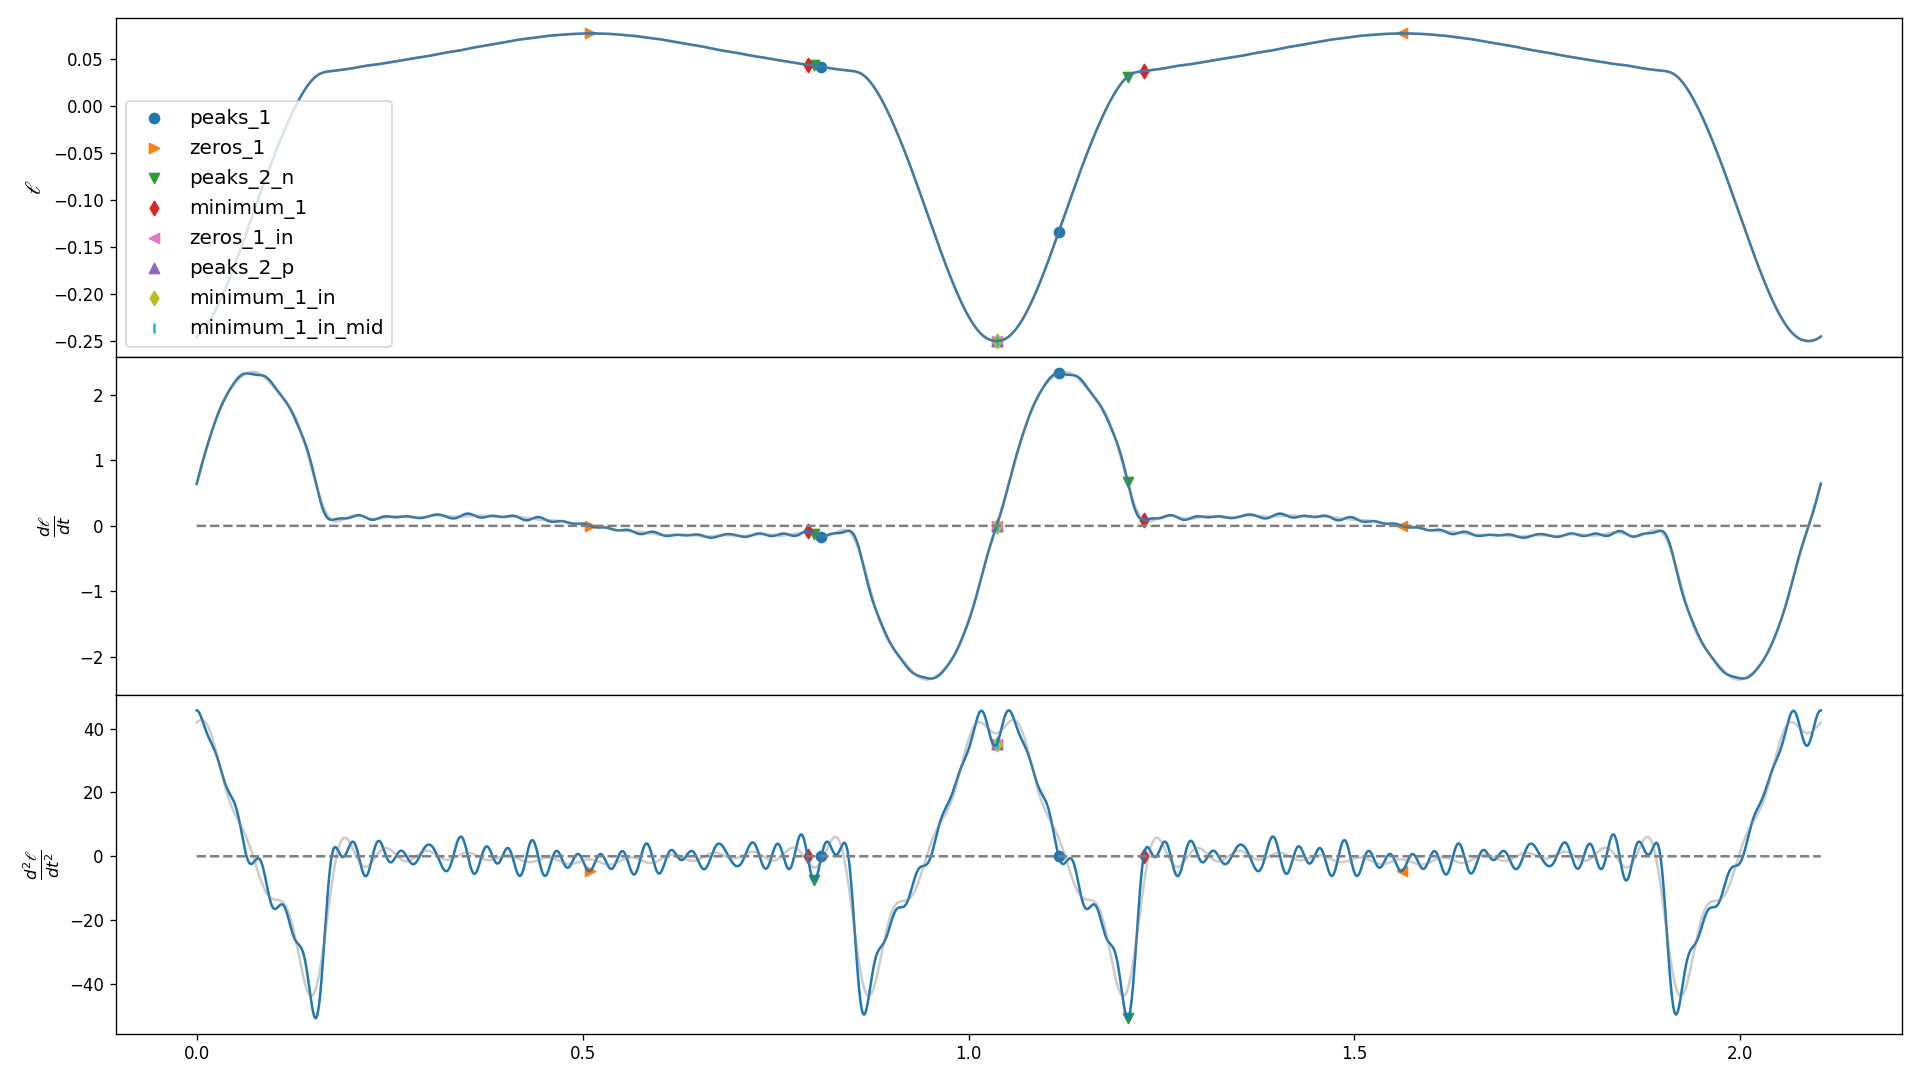 0.05
0.00
−0.05
−0.10
−0.15
−0.20
−0.25
ℓ
peaks_1
zeros_1
peaks_2_n
minimum_1
zeros_1_in
peaks_2_p
minimum_1_in
minimum_1_in_mid
2
1
0
−1
−2
dℓ
dt
40
20
0
−20
−40
d²ℓ
dt²
0.0 0.5 1.0 1.5 2.0